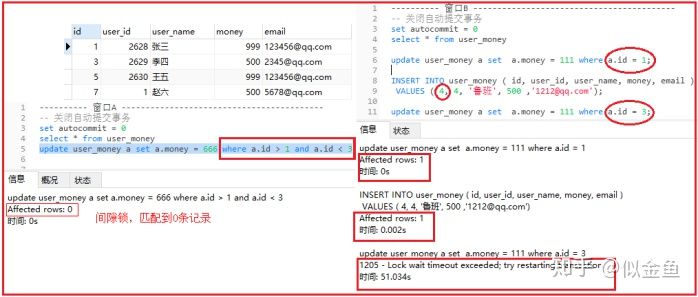 id user_id user_name money email
1 2628 张三 999 123456@qq.com
3 2629 李四 500 2345@qq.com
5 2630 王五 999 123456@qq.com
7 1 赵六 500 5678@qq.com
1 ---------- 窗口A ------------------------------
2 -- 关闭自动提交事务
3 set autocommit = 0
4 select * from user_money
5 update user_money a set a.money = 666 where a.id > 1 and a.id < 3
信息 概况 状态
update user_money a set a.money = 666 where a.id > 1 and a.id < 3
Affected rows: 0
时间: 0s
间隙锁，匹配到0条记录
1 ---------- 窗口B ------------------------------
2 -- 关闭自动提交事务
3 set autocommit = 0
4 select * from user_money
5
6 update user_money a set a.money = 111 where a.id = 1;
7
8 INSERT INTO user_money ( id, user_id, user_name, money, email )
9 VALUES ( 4, 4, '鲁班', 500 ,'1212@qq.com');
10
11 update user_money a set a.money = 111 where a.id = 3;
信息 状态
update user_money a set a.money = 111 where a.id = 1
Affected rows: 1
时间: 0s
INSERT INTO user_money ( id, user_id, user_name, money, email )
VALUES ( 4, 4, '鲁班', 500 ,'1212@qq.com')
Affected rows: 1
时间: 0.002s
update user_money a set a.money = 111 where a.id = 3
1205 - Lock wait timeout exceeded; try restarting
时间: 51.034s
知乎 @似金鱼